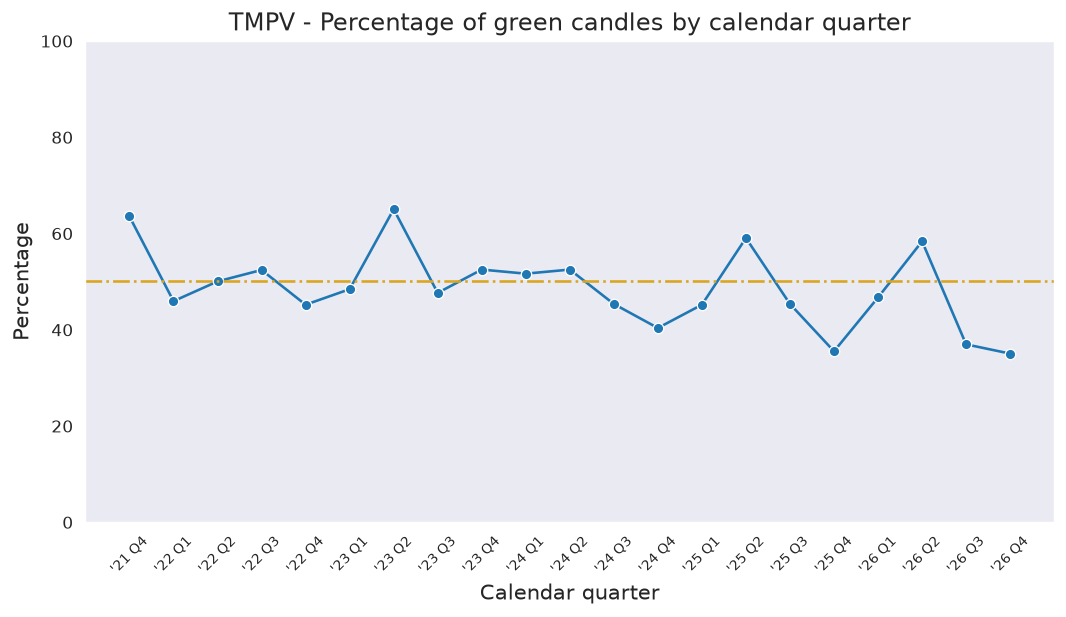 TMPV - Percentage of green candles by calendar quarter
100
80
60
40
20
0
Percentage
'21 Q4
'22 Q1
'22 Q2
'22 Q3
'22 Q4
'23 Q1
'23 Q2
'23 Q3
'23 Q4
'24 Q1
'24 Q2
'24 Q3
'24 Q4
'25 Q1
'25 Q2
'25 Q3
'25 Q4
'26 Q1
'26 Q2
'26 Q3
'26 Q4
Calendar quarter